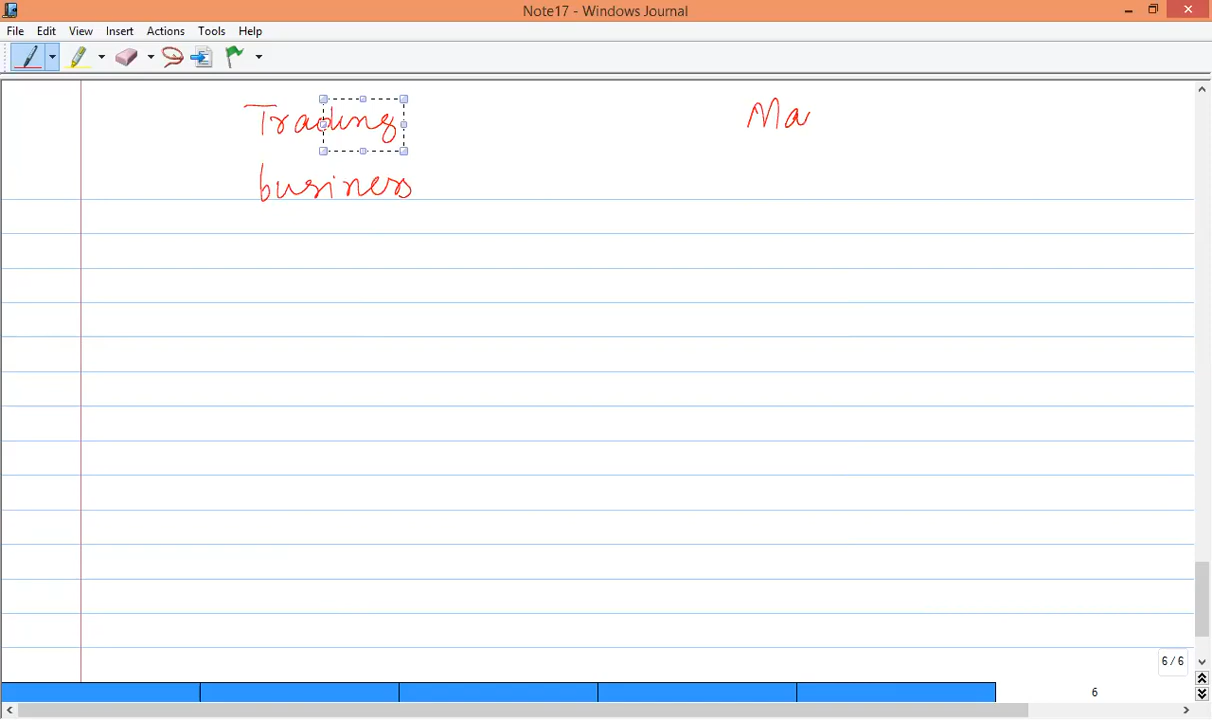 Note17 - Windows Journal
File Edit View Insert Actions Tools Help
Trading Ma
business
6 / 6
6